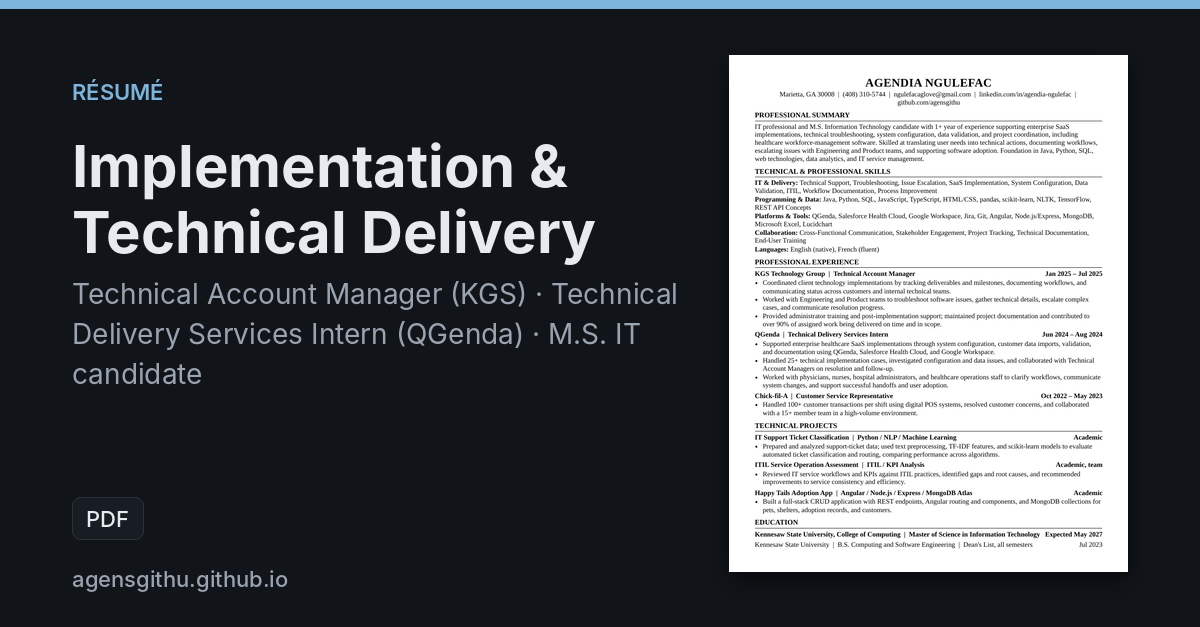 RÉSUMÉ
Implementation &
Technical Delivery
Technical Account Manager (KGS) · Technical
Delivery Services Intern (QGenda) · M.S. IT
candidate
PDF
agensgithu.github.io
AGENDIA NGULEFAC
Marietta, GA 30008 | (408) 310-5744 | ngulefacaglove@gmail.com | linkedin.com/in/agendia-ngulefac |
github.com/agensgithu
PROFESSIONAL SUMMARY
IT professional and M.S. Information Technology candidate with 1+ year of experience supporting enterprise SaaS
implementations, technical troubleshooting, system configuration, data validation, and project coordination, including
healthcare workforce-management software. Skilled at translating user needs into technical actions, documenting workflows,
escalating issues with Engineering and Product teams, and supporting software adoption. Foundation in Java, Python, SQL,
web technologies, data analytics, and IT service management.
TECHNICAL & PROFESSIONAL SKILLS
IT & Delivery: Technical Support, Troubleshooting, Issue Escalation, SaaS Implementation, System Configuration, Data
Validation, ITIL, Workflow Documentation, Process Improvement
Programming & Data: Java, Python, SQL, JavaScript, TypeScript, HTML/CSS, pandas, scikit-learn, NLTK, TensorFlow,
REST API Concepts
Platforms & Tools: QGenda, Salesforce Health Cloud, Google Workspace, Jira, Git, Angular, Node.js/Express, MongoDB,
Microsoft Excel, Lucidchart
Collaboration: Cross-Functional Communication, Stakeholder Engagement, Project Tracking, Technical Documentation,
End-User Training
Languages: English (native), French (fluent)
PROFESSIONAL EXPERIENCE
KGS Technology Group | Technical Account Manager Jan 2025 – Jul 2025
• Coordinated client technology implementations by tracking deliverables and milestones, documenting workflows, and
communicating status across customers and internal technical teams.
• Worked with Engineering and Product teams to troubleshoot software issues, gather technical details, escalate complex
cases, and communicate resolution progress.
• Provided administrator training and post-implementation support; maintained project documentation and contributed to
over 90% of assigned work being delivered on time and in scope.
QGenda | Technical Delivery Services Intern Jun 2024 – Aug 2024
• Supported enterprise healthcare SaaS implementations through system configuration, customer data imports, validation,
and documentation using QGenda, Salesforce Health Cloud, and Google Workspace.
• Handled 25+ technical implementation cases, investigated configuration and data issues, and collaborated with Technical
Account Managers on resolution and follow-up.
• Worked with physicians, nurses, hospital administrators, and healthcare operations staff to clarify workflows, communicate
system changes, and support successful handoffs and user adoption.
Chick-fil-A | Customer Service Representative Oct 2022 – May 2023
• Handled 100+ customer transactions per shift using digital POS systems, resolved customer concerns, and collaborated
with a 15+ member team in a high-volume environment.
TECHNICAL PROJECTS
IT Support Ticket Classification | Python / NLP / Machine Learning Academic
• Prepared and analyzed support-ticket data; used text preprocessing, TF-IDF features, and scikit-learn models to evaluate
automated ticket classification and routing, comparing performance across algorithms.
ITIL Service Operation Assessment | ITIL / KPI Analysis Academic, team
• Reviewed IT service workflows and KPIs against ITIL practices, identified gaps and root causes, and recommended
improvements to service consistency and efficiency.
Happy Tails Adoption App | Angular / Node.js / Express / MongoDB Atlas Academic
• Built a full-stack CRUD application with REST endpoints, Angular routing and components, and MongoDB collections for
pets, shelters, adoption records, and customers.
EDUCATION
Kennesaw State University, College of Computing | Master of Science in Information Technology Expected May 2027
Kennesaw State University | B.S. Computing and Software Engineering | Dean's List, all semesters Jul 2023